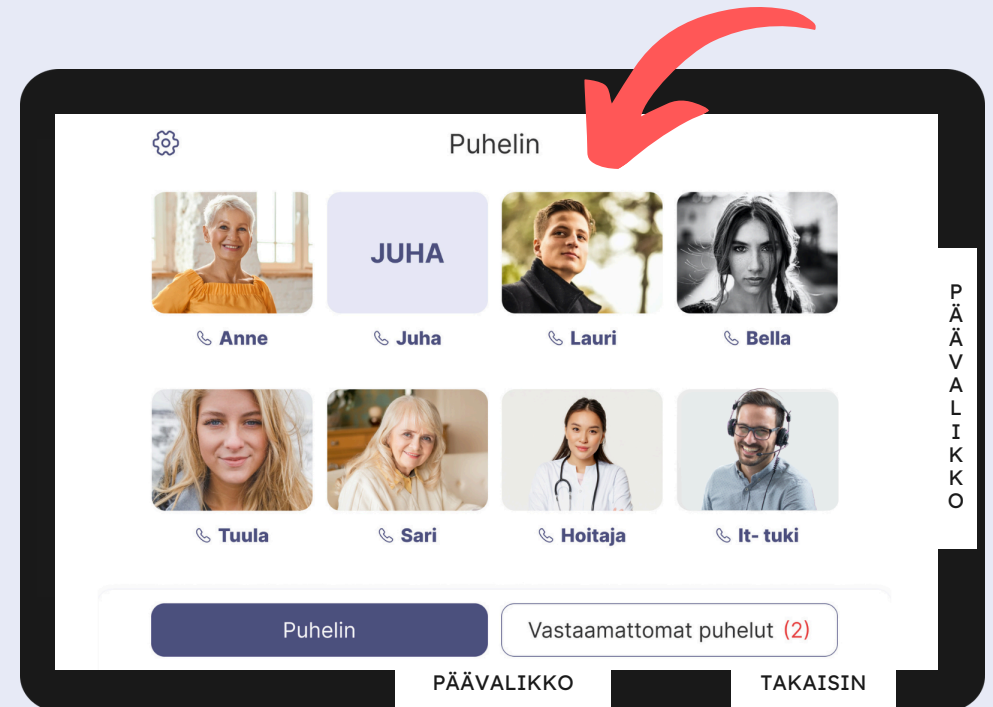 Puhelin
JUHA
Anne
Juha
Lauri
Bella
Tuula
Sari
Hoitaja
It- tuki
Puhelin
Vastaamattomat puhelut (2)
PÄÄVALIKKO
PÄÄVALIKKO
TAKAISIN